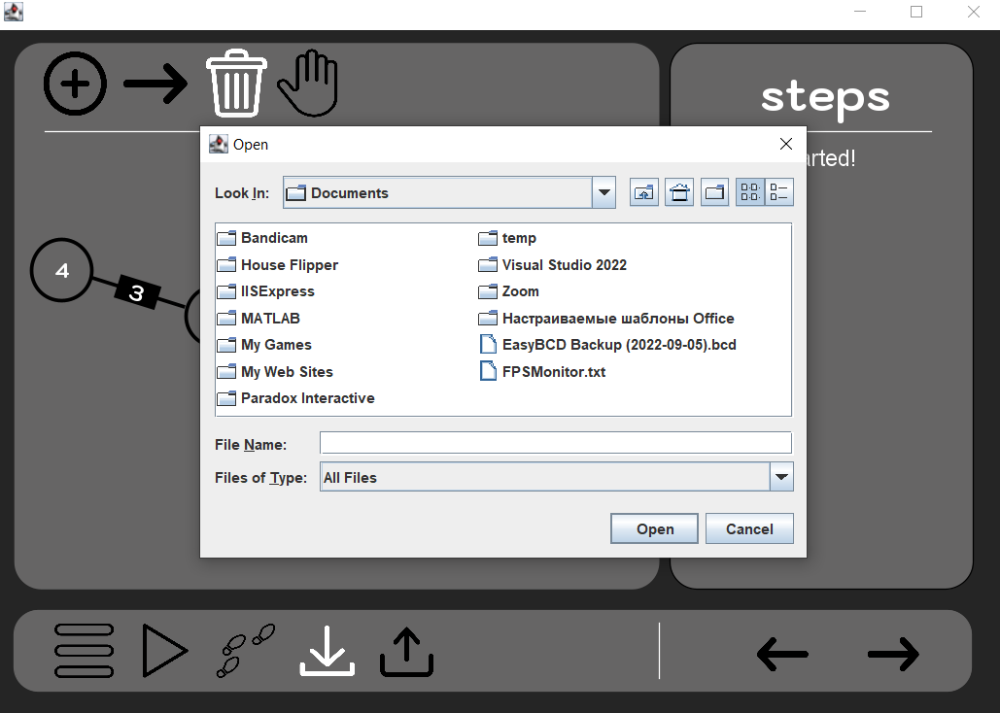 steps
Open
arted!
Look In:
Documents
Bandicam
House Flipper
IISExpress
MATLAB
My Games
My Web Sites
Paradox Interactive
temp
Visual Studio 2022
Zoom
Настраиваемые шаблоны Office
EasyBCD Backup (2022-09-05).bcd
FPSMonitor.txt
4
3
File Name:
Files of Type:
All Files
Open
Cancel